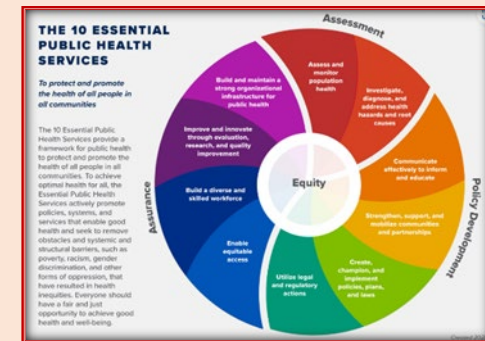 THE 10 ESSENTIAL
PUBLIC HEALTH
SERVICES
To protect and promote
the health of all people in
all communities
The 10 Essential Public
Health Services provide a
framework for public health
to protect and promote the
health of all people in all
communities. To achieve
optimal health for all, the
Essential Public Health
Services actively promote
policies, systems, and
services that enable good
health and seek to remove
obstacles and systemic and
structural barriers, such as
poverty, racism, gender
discrimination, and other
forms of oppression, that
have resulted in health
inequities. Everyone should
have a fair and just
opportunity to achieve good
health and well-being.
Assessment
Assess and
monitor
population
health
Investigate,
diagnose, and
address health
hazards and root
causes
Policy Development
Communicate
effectively to inform
and educate
Strengthen, support, and
mobilize communities
and partnerships
Create,
champion, and
implement
policies, plans,
and laws
Utilize legal
and regulatory
actions
Assurance
Enable
equitable
access
Build a diverse and
skilled workforce
Improve and innovate
through evaluation,
research, and quality
improvement
Build and maintain a
strong organizational
infrastructure for
public health
Equity
Created